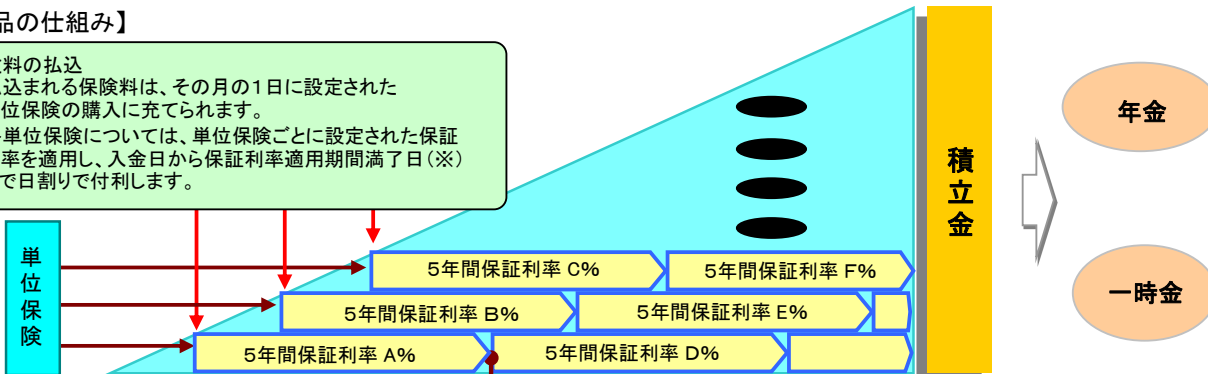 品の仕組み】
料の払込
込まれる保険料は、その月の1日に設定された
位保険の購入に充てられます。
単位保険については、単位保険ごとに設定された保証
率を適用し、入金日から保証利率適用期間満了日(※)
で日割りで付利します。
単位保険
5年間保証利率 C%
5年間保証利率 F%
5年間保証利率 B%
5年間保証利率 E%
5年間保証利率 A%
5年間保証利率 D%
積立金
年金
一時金